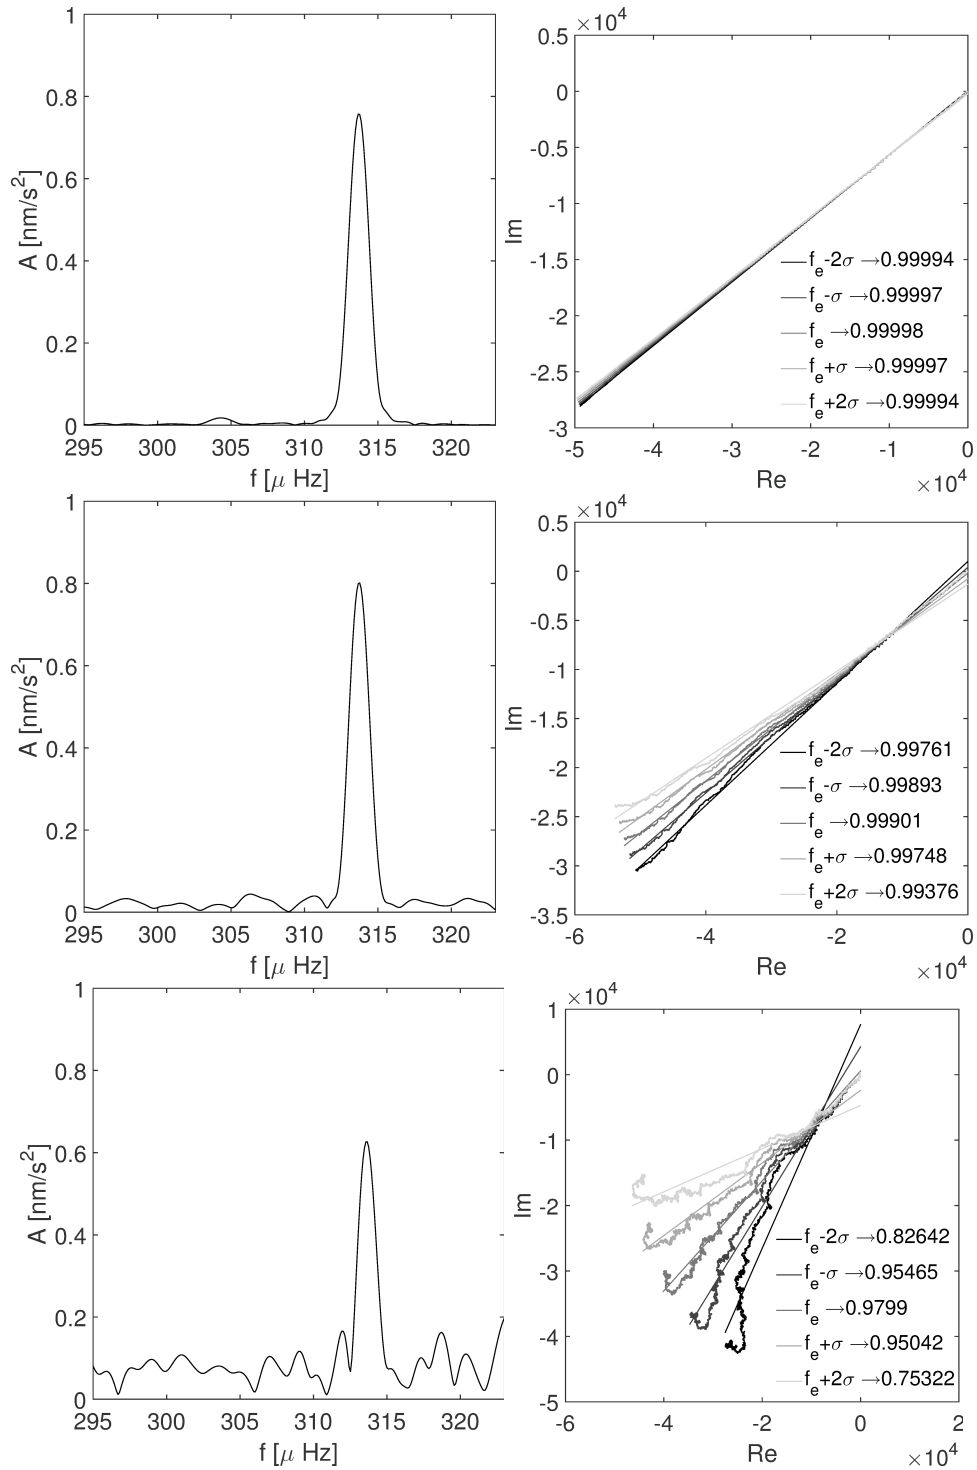 1
0.8
0.6
0.4
0.2
0
A [nm/s²]
295 300 305 310 315 320
f [μ Hz]
×10⁴
0.5
0
-0.5
-1
-1.5
-2
-2.5
-3
Im
fₑ-2σ →0.99994
fₑ-σ →0.99997
fₑ →0.99998
fₑ+σ →0.99997
fₑ+2σ →0.99994
-5 -4 -3 -2 -1 0
Re
×10⁴
1
0.8
0.6
0.4
0.2
0
A [nm/s²]
295 300 305 310 315 320
f [μ Hz]
×10⁴
0.5
0
-0.5
-1
-1.5
-2
-2.5
-3
-3.5
Im
fₑ-2σ →0.99761
fₑ-σ →0.99893
fₑ →0.99901
fₑ+σ →0.99748
fₑ+2σ →0.99376
-6 -4 -2 0
Re
×10⁴
1
0.8
0.6
0.4
0.2
0
A [nm/s²]
295 300 305 310 315 320
f [μ Hz]
×10⁴
1
0
-1
-2
-3
-4
-5
Im
fₑ-2σ →0.82642
fₑ-σ →0.95465
fₑ →0.9799
fₑ+σ →0.95042
fₑ+2σ →0.75322
-6 -4 -2 0 2
Re
×10⁴